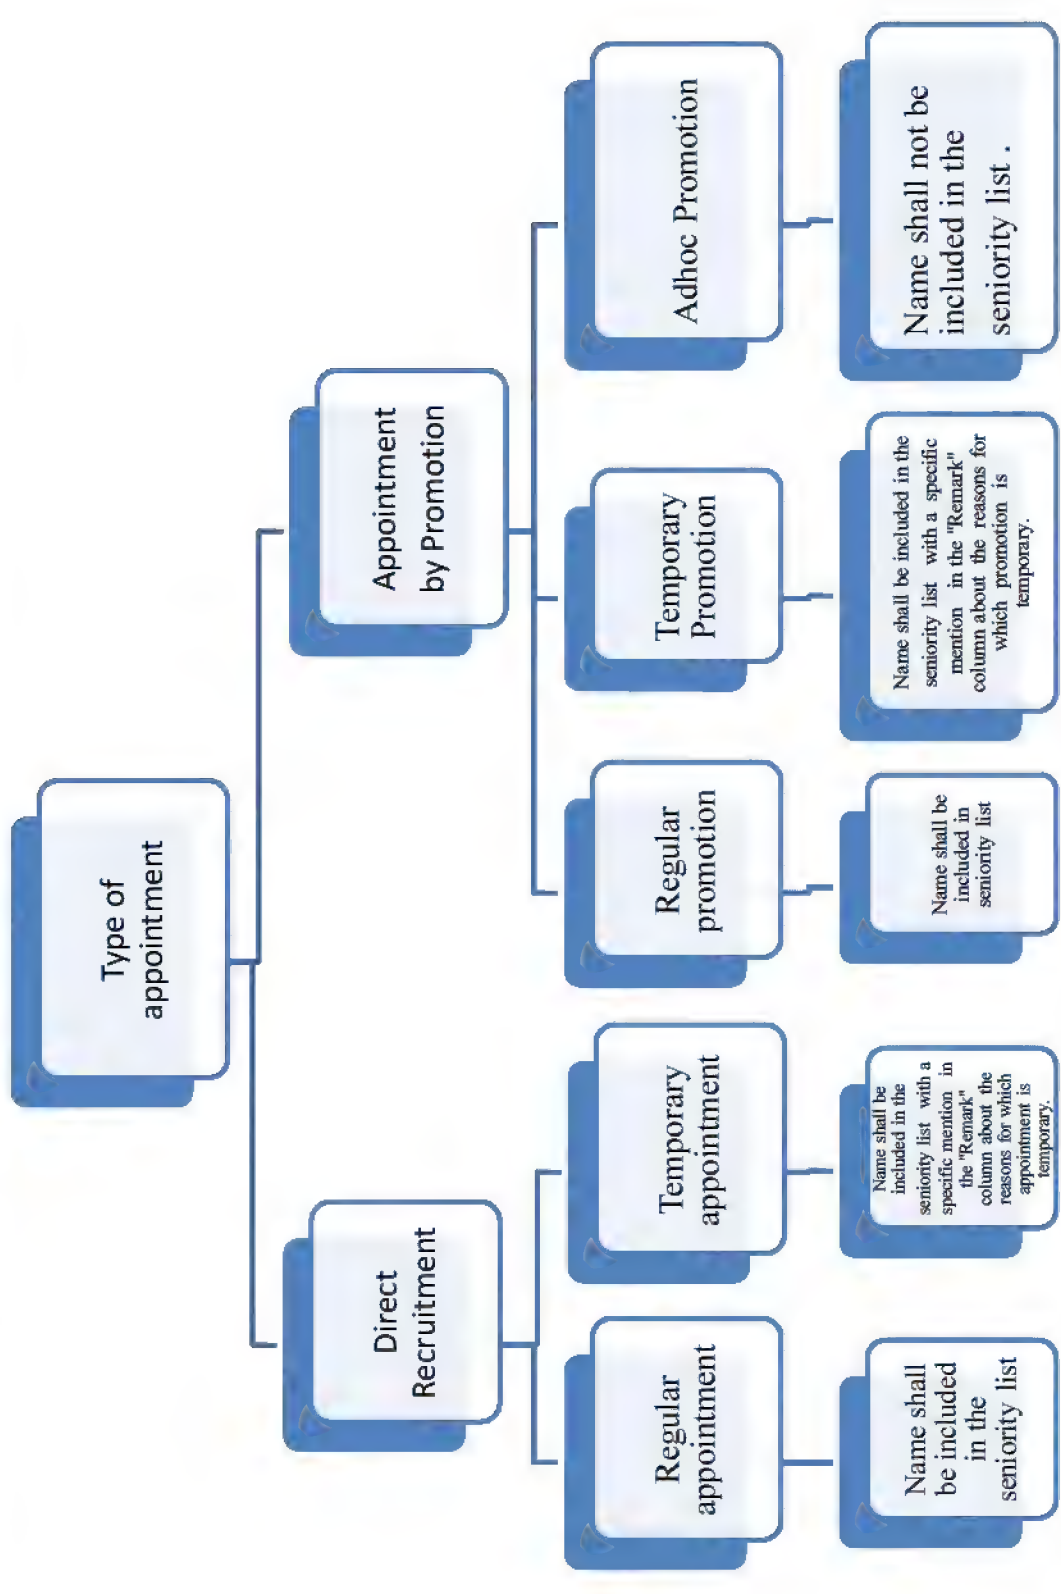 Type of
appointment
Direct
Recruitment
Appointment
by Promotion
Regular
appointment
Temporary
appointment
Regular
promotion
Temporary
Promotion
Adhoc Promotion
Name shall
be included
in the
seniority list
Name shall be
included in the
seniority list with a
specific mention in
the "Remark"
column about the
reasons for which
appointment is
temporary.
Name shall be
included in
seniority list
Name shall be included in the
seniority list with a specific
mention in the "Remark"
column about the reasons for
which promotion is
temporary.
Name shall not be
included in the
seniority list .